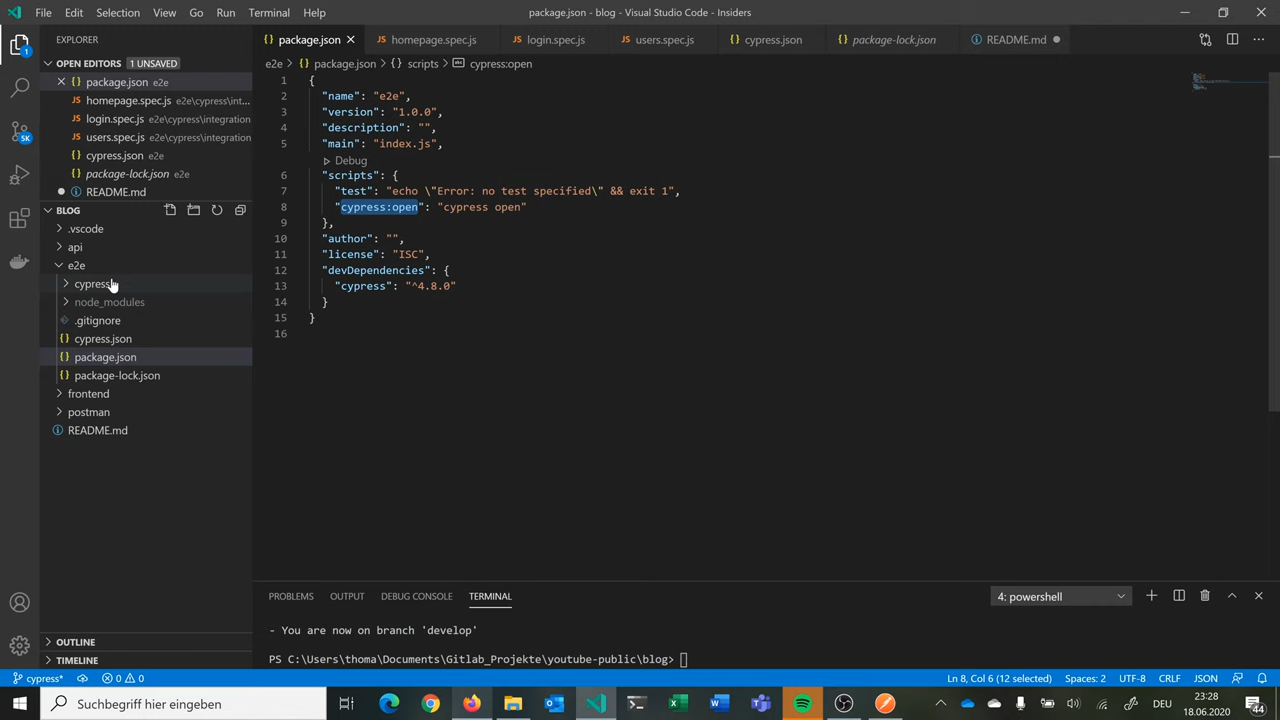 File Edit Selection View Go Run Terminal Help
package.json - blog - Visual Studio Code - Insiders
1
EXPLORER
package.json
homepage.spec.js
login.spec.js
users.spec.js
cypress.json
package-lock.json
README.md
OPEN EDITORS 1 UNSAVED
e2e > package.json > scripts > cypress:open
package.json e2e
homepage.spec.js e2e\cypress\int...
login.spec.js e2e\cypress\integration
users.spec.js e2e\cypress\integration
cypress.json e2e
package-lock.json e2e
README.md
5K
BLOG
.vscode
api
e2e
cypress
node_modules
.gitignore
cypress.json
package.json
package-lock.json
frontend
postman
README.md
OUTLINE
TIMELINE
1 {
2 "name": "e2e",
3 "version": "1.0.0",
4 "description": "",
5 "main": "index.js",
Debug
6 "scripts": {
7 "test": "echo \"Error: no test specified\" && exit 1",
8 "cypress:open": "cypress open"
9 },
10 "author": "",
11 "license": "ISC",
12 "devDependencies": {
13 "cypress": "^4.8.0"
14 }
15 }
16
PROBLEMS OUTPUT DEBUG CONSOLE TERMINAL
4: powershell
- You are now on branch 'develop'
PS C:\Users\thoma\Documents\Gitlab_Projekte\youtube-public\blog>
cypress* 0 0
Ln 8, Col 6 (12 selected) Spaces: 2 UTF-8 CRLF JSON
Suchbegriff hier eingeben
DEU
23:28
18.06.2020
44